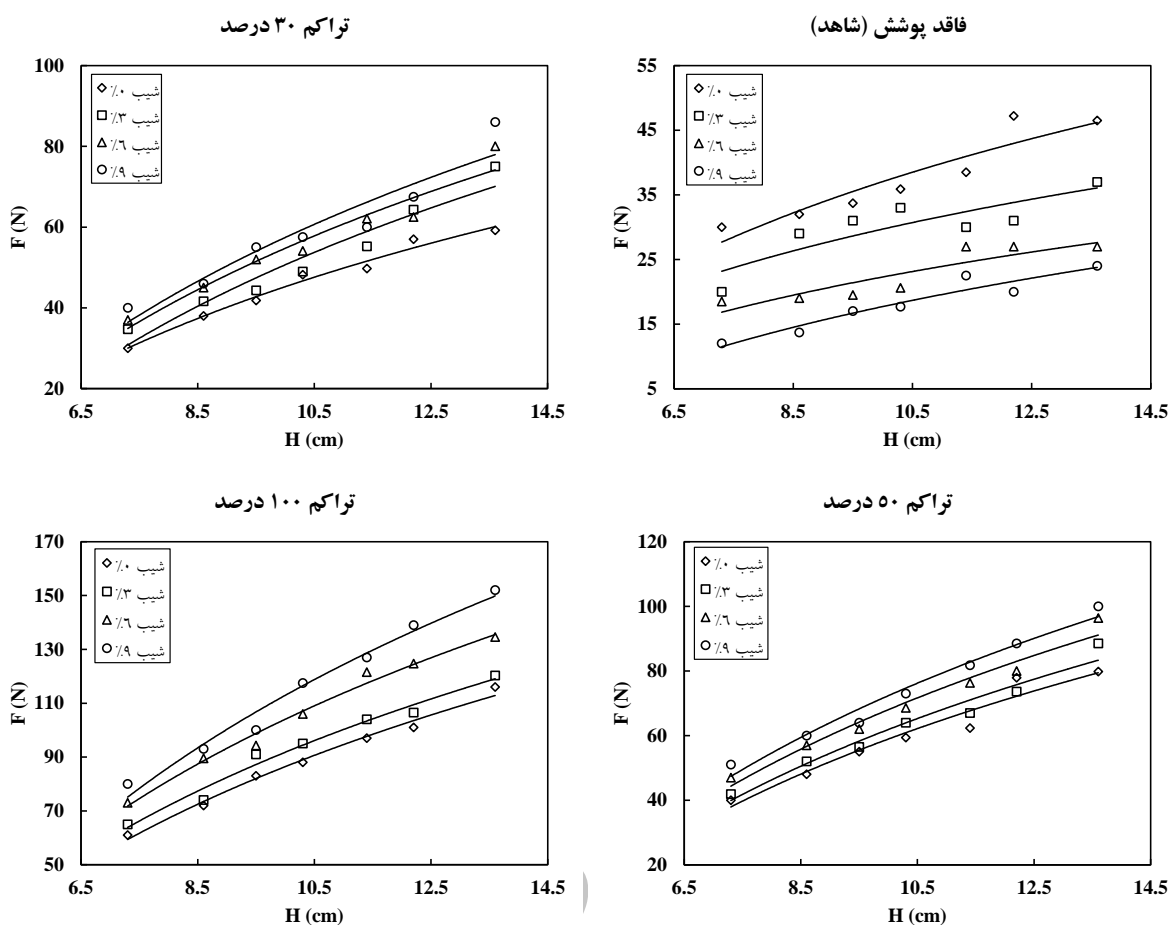 فاقد پوشش (شاهد)
55
45
35
25
15
5
6.5 8.5 10.5 12.5 14.5
F (N)
H (cm)
شیب ۰٪
شیب ۳٪
شیب ۶٪
شیب ۹٪
تراکم ۳۰ درصد
100
80
60
40
20
6.5 8.5 10.5 12.5 14.5
F (N)
H (cm)
شیب ۰٪
شیب ۳٪
شیب ۶٪
شیب ۹٪
تراکم ۵۰ درصد
120
100
80
60
40
20
6.5 8.5 10.5 12.5 14.5
F (N)
H (cm)
شیب ۰٪
شیب ۳٪
شیب ۶٪
شیب ۹٪
تراکم ۱۰۰ درصد
170
150
130
110
90
70
50
6.5 8.5 10.5 12.5 14.5
F (N)
H (cm)
شیب ۰٪
شیب ۳٪
شیب ۶٪
شیب ۹٪